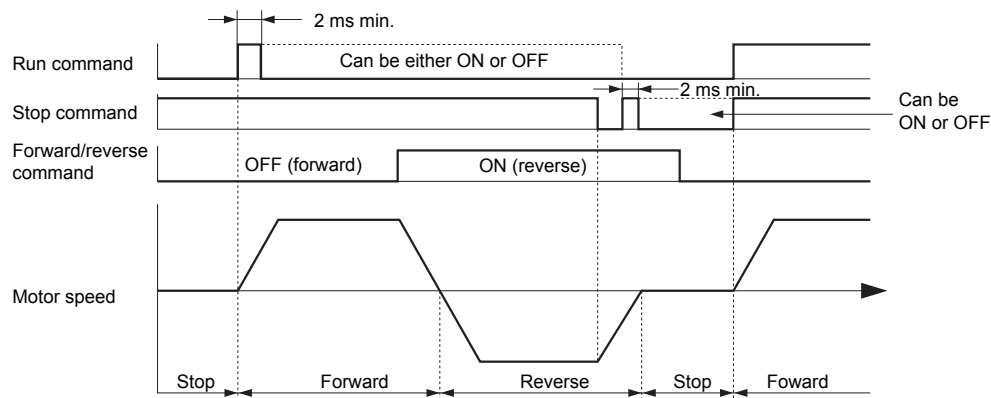 2 ms min.
Run command
Can be either ON or OFF
2 ms min.
Stop command
Can be
ON or OFF
Forward/reverse
command
OFF (forward)
ON (reverse)
Motor speed
Stop
Forward
Reverse
Stop
Foward